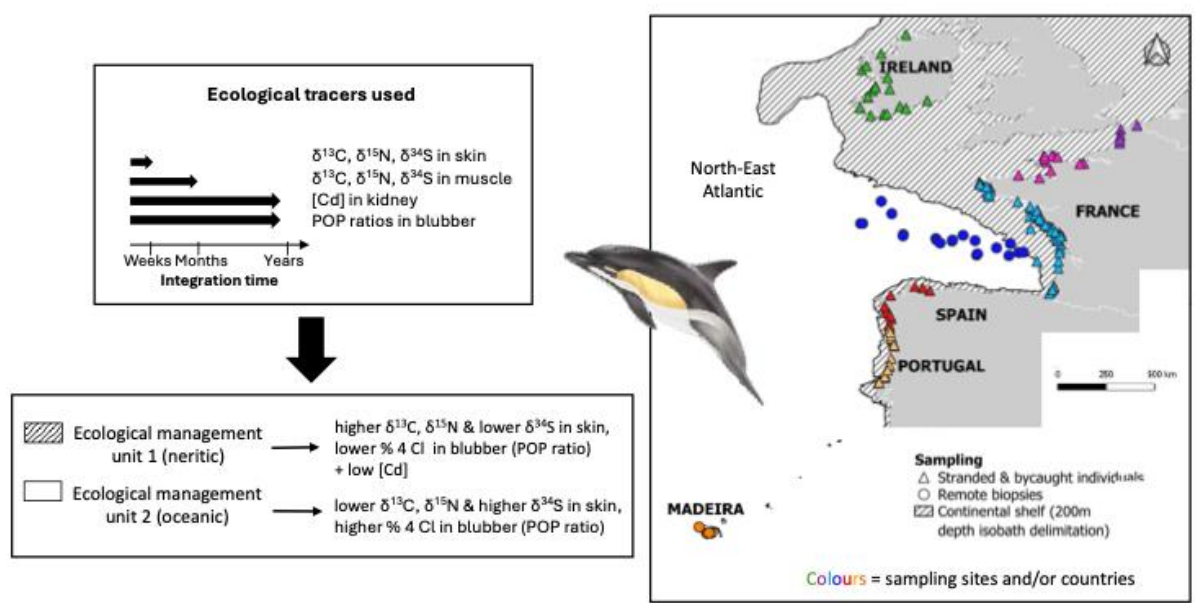 Ecological tracers used
δ¹³C, δ¹⁵N, δ³⁴S in skin
δ¹³C, δ¹⁵N, δ³⁴S in muscle
[Cd] in kidney
POP ratios in blubber
Weeks Months Years
Integration time
Ecological management
unit 1 (neritic)
higher δ¹³C, δ¹⁵N & lower δ³⁴S in skin,
lower % 4 Cl in blubber (POP ratio)
+ low [Cd]
Ecological management
unit 2 (oceanic)
lower δ¹³C, δ¹⁵N & higher δ³⁴S in skin,
higher % 4 Cl in blubber (POP ratio)
IRELAND
North-East
Atlantic
FRANCE
SPAIN
PORTUGAL
0 250 500 km
MADEIRA
Sampling
Stranded & bycaught individuals
Remote biopsies
Continental shelf (200m
depth isobath delimitation)
Colours = sampling sites and/or countries